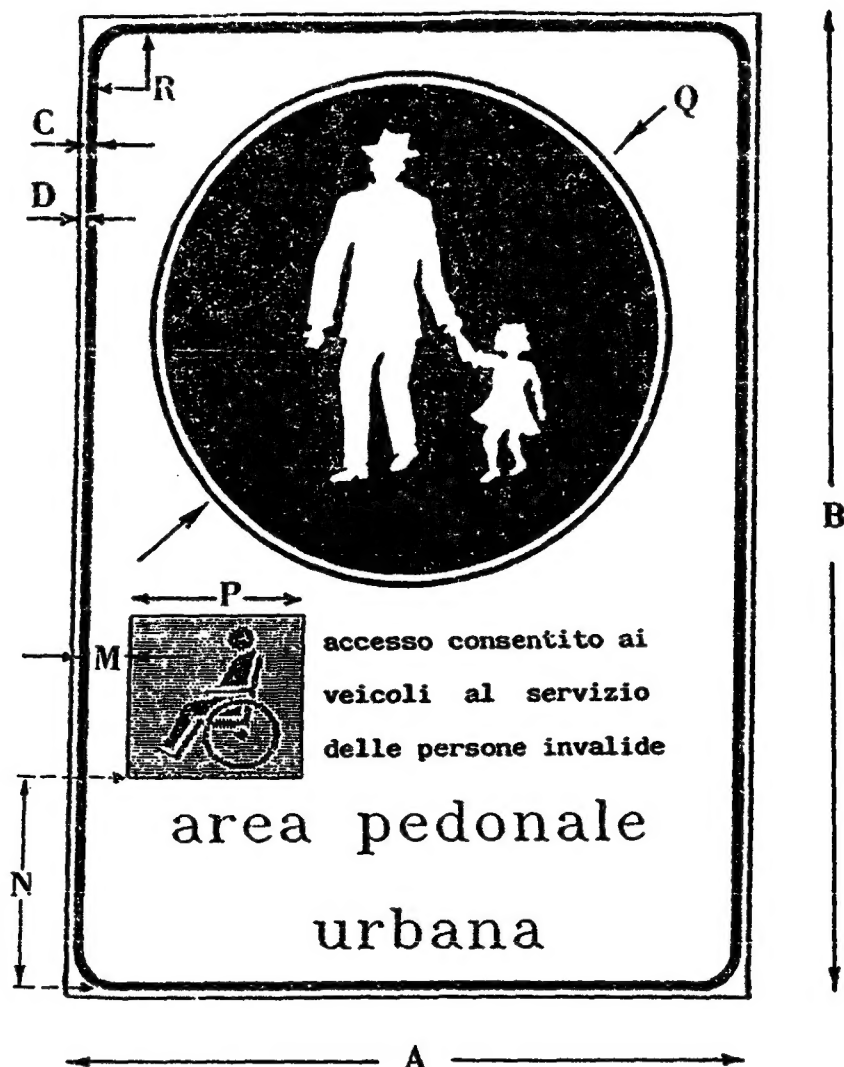 R
Q
C
D
B
P
M
accesso consentito ai
veicoli al servizio
delle persone invalide
area pedonale
N
urbana
A